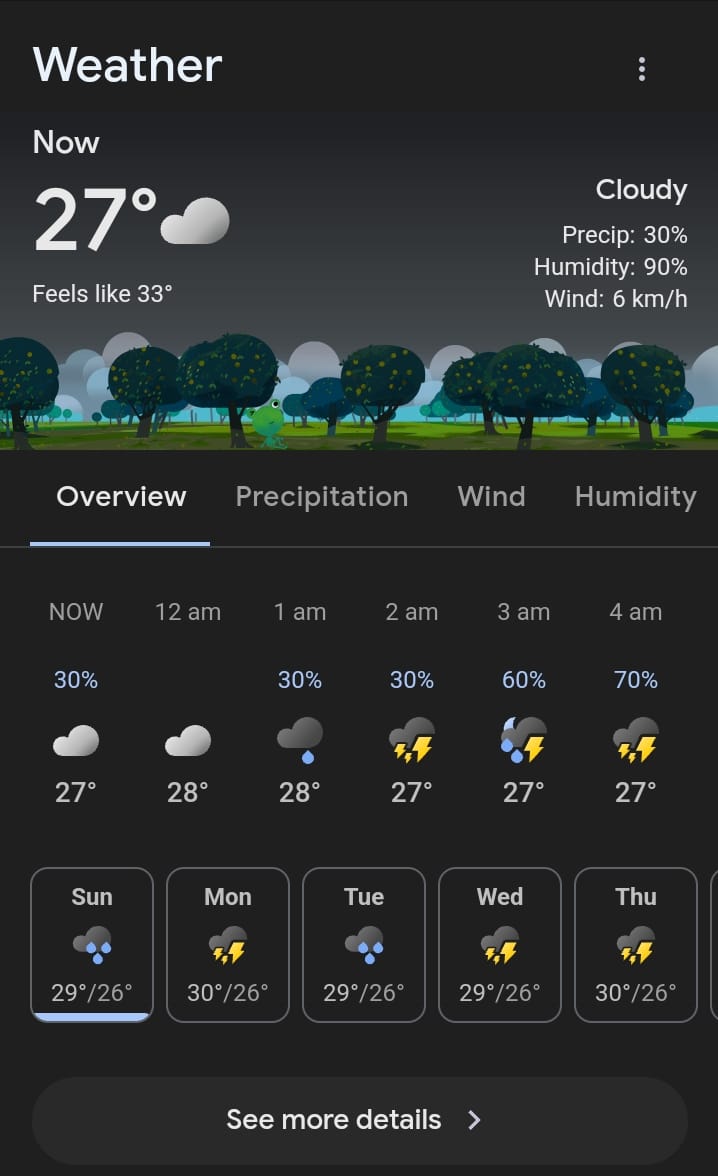 Weather
Now
27°
Feels like 33°
Cloudy
Precip: 30%
Humidity: 90%
Wind: 6 km/h
Overview Precipitation Wind Humidity
NOW 12 am 1 am 2 am 3 am 4 am
30% 30% 30% 60% 70%
27° 28° 28° 27° 27° 27°
Sun Mon Tue Wed Thu
29°/26° 30°/26° 29°/26° 29°/26° 30°/26°
See more details